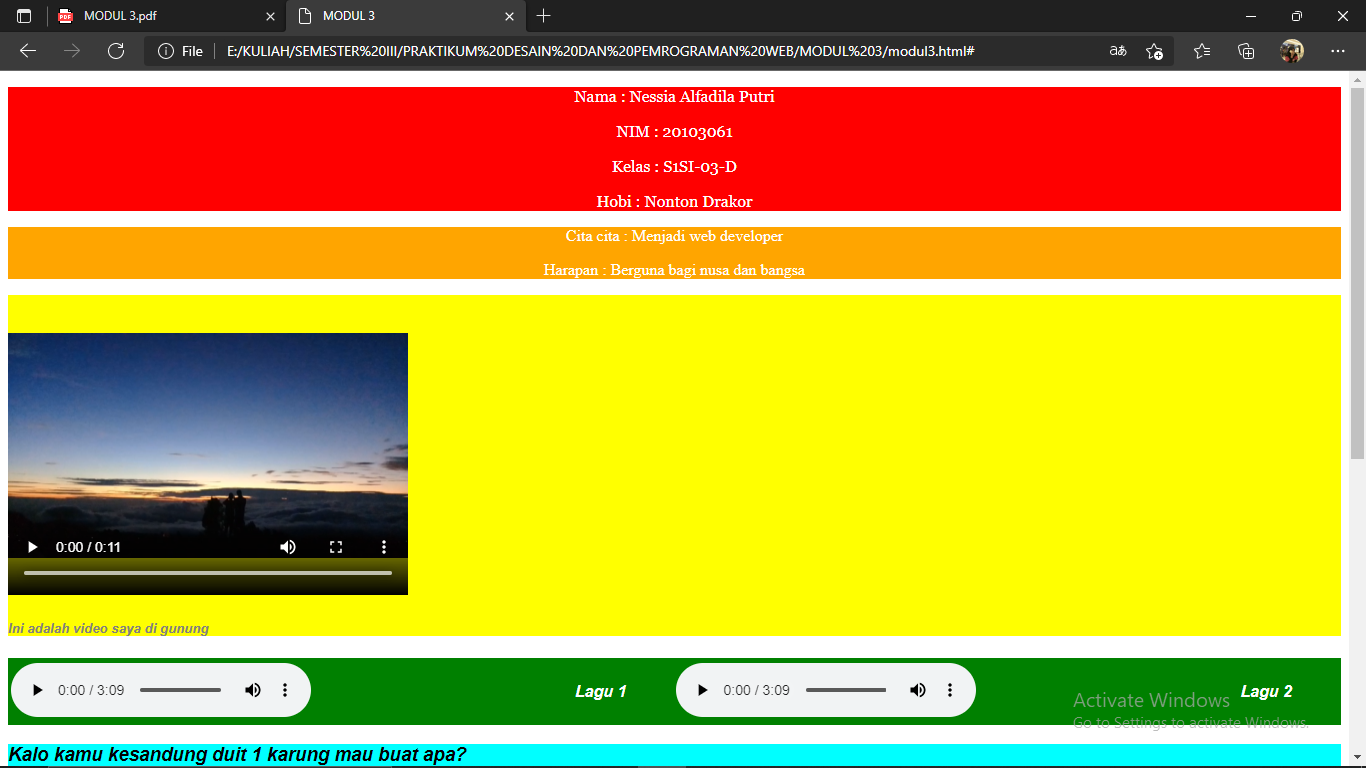 MODUL 3.pdf
MODUL 3
File
E:/KULIAH/SEMESTER%20III/PRAKTIKUM%20DESAIN%20DAN%20PEMROGRAMAN%20WEB/MODUL%203/modul3.html#
Nama : Nessia Alfadila Putri
NIM : 20103061
Kelas : S1SI-03-D
Hobi : Nonton Drakor
Cita cita : Menjadi web developer
Harapan : Berguna bagi nusa dan bangsa
0:00 / 0:11
Ini adalah video saya di gunung
0:00 / 3:09
Lagu 1
0:00 / 3:09
Lagu 2
Activate Windows
Go to Settings to activate Windows.
Kalo kamu kesandung duit 1 karung mau buat apa?